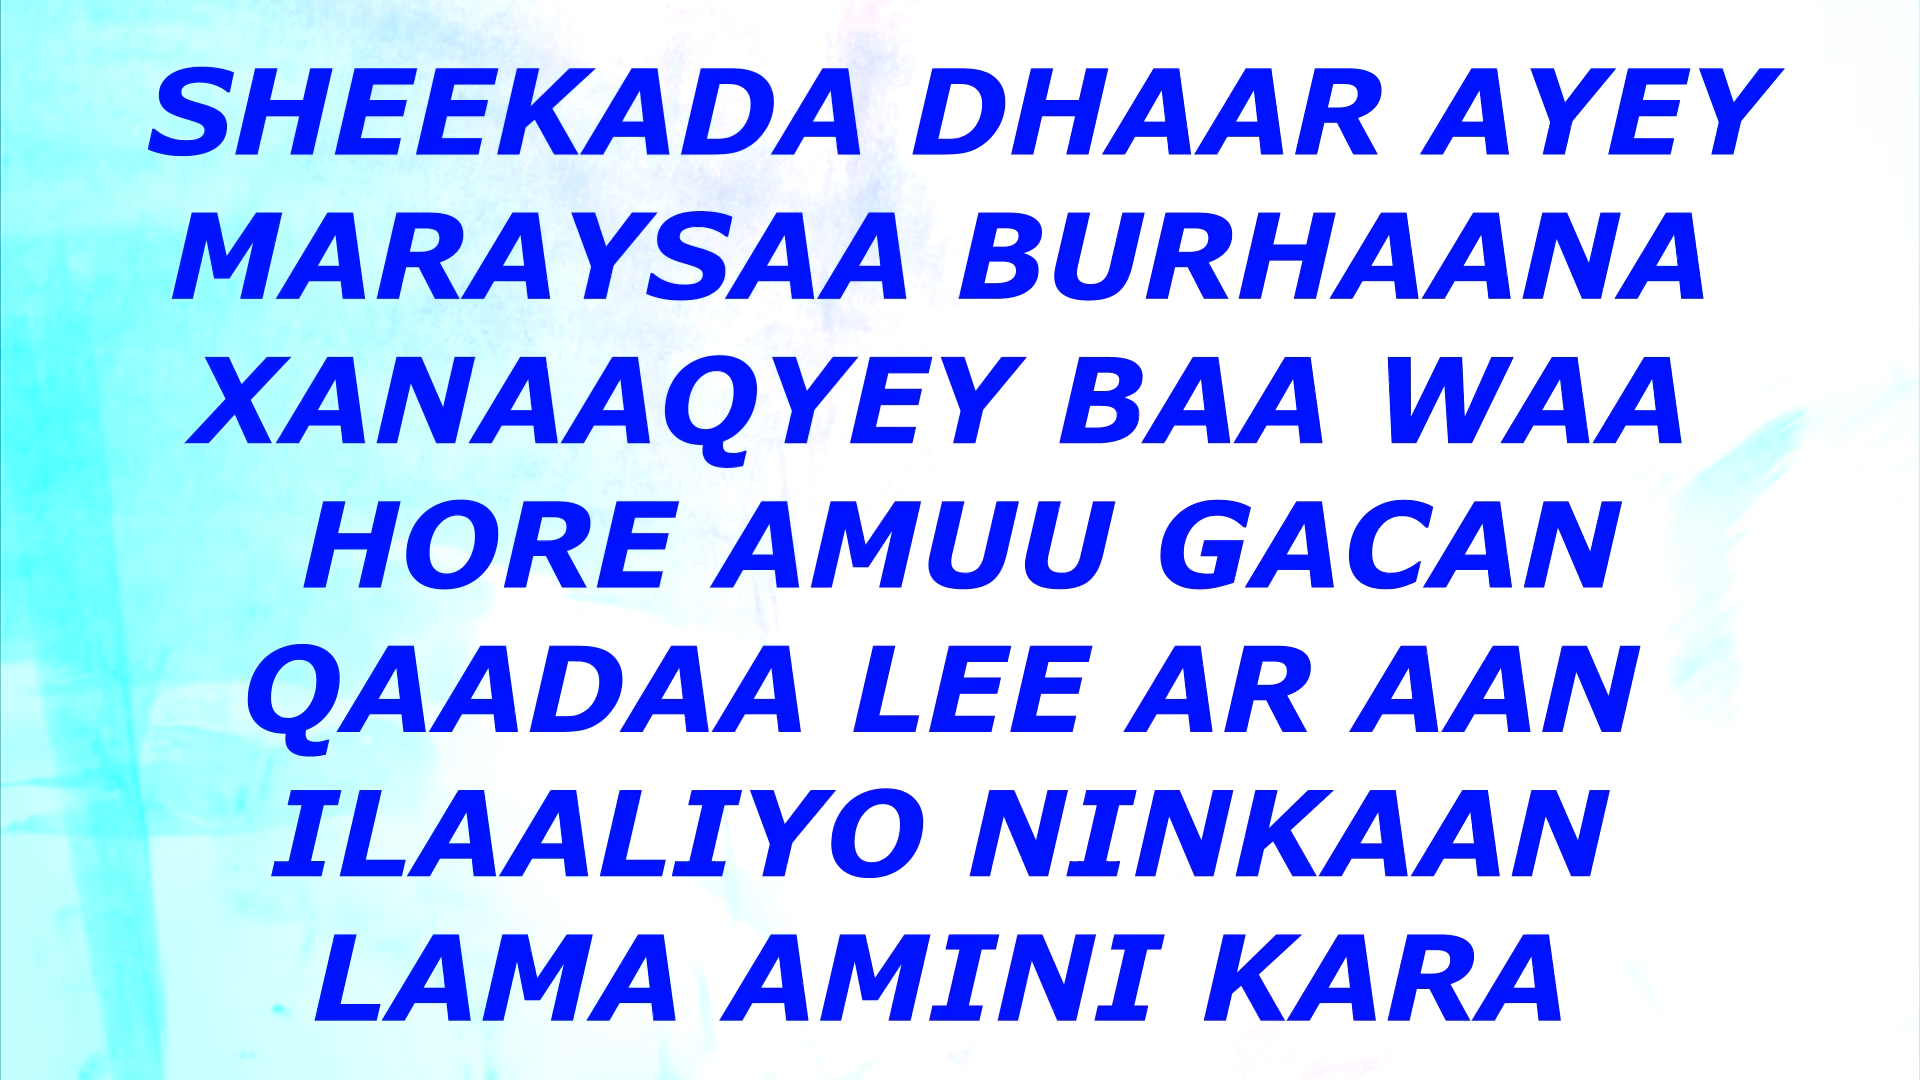 SHEEKADA DHAAR AYEY
MARAYSAA BURHAANA
XANAAQYEY BAA WAA
HORE AMUU GACAN
QAADAA LEE AR AAN
ILAALIYO NINKAAN
LAMA AMINI KARA